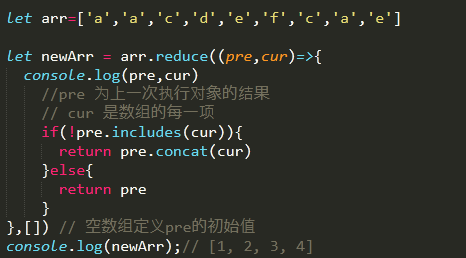 let arr=['a','a','c','d','e','f','c','a','e']
let newArr = arr.reduce((pre,cur)=>{
console.log(pre,cur)
//pre 为上一次执行对象的结果
// cur 是数组的每一项
if(!pre.includes(cur)){
return pre.concat(cur)
}else{
return pre
}
},[]) // 空数组定义pre的初始值
console.log(newArr);// [1, 2, 3, 4]